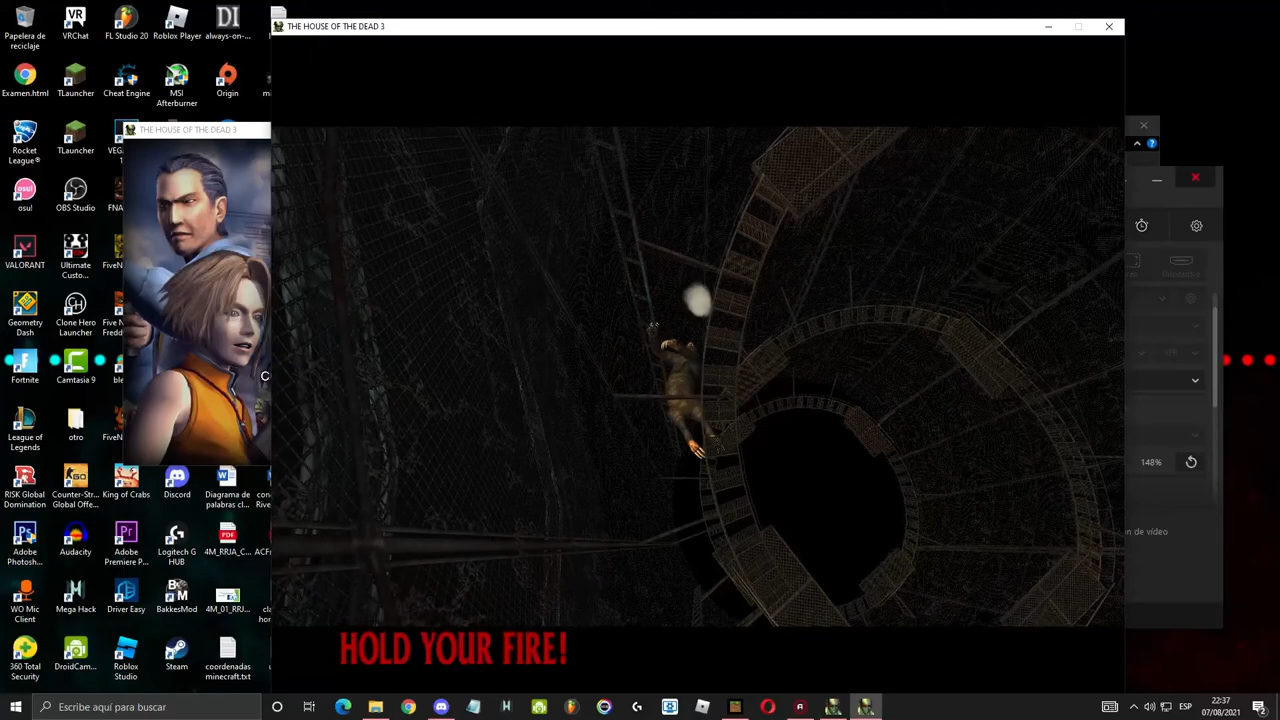 THE HOUSE OF THE DEAD 3
Papelera de reciclaje
VRChat
FL Studio 20
Roblox Player
always-on-...
Examen.html
TLauncher
Cheat Engine
MSI Afterburner
Origin
THE HOUSE OF THE DEAD 3
Rocket League®
TLauncher
osu!
OBS Studio
VALORANT
Ultimate Custo...
Geometry Dash
Clone Hero Launcher
Fortnite
Camtasia 9
League of Legends
otro
148%
RISK Global Domination
Counter-Str... Global Offe...
King of Crabs
Discord
Diagrama de palabras cl...
Adobe Photosh...
Audacity
Adobe Premiere P...
Logitech G HUB
4M_RRJA_C...
WO Mic Client
Mega Hack
Driver Easy
BakkesMod
4M_01_RRJ...
360 Total Security
DroidCam...
Roblox Studio
Steam
coordenadas minecraft.txt
n de vídeo
HOLD YOUR FIRE!
Escribe aquí para buscar
ESP
22:37
07/08/2021
2